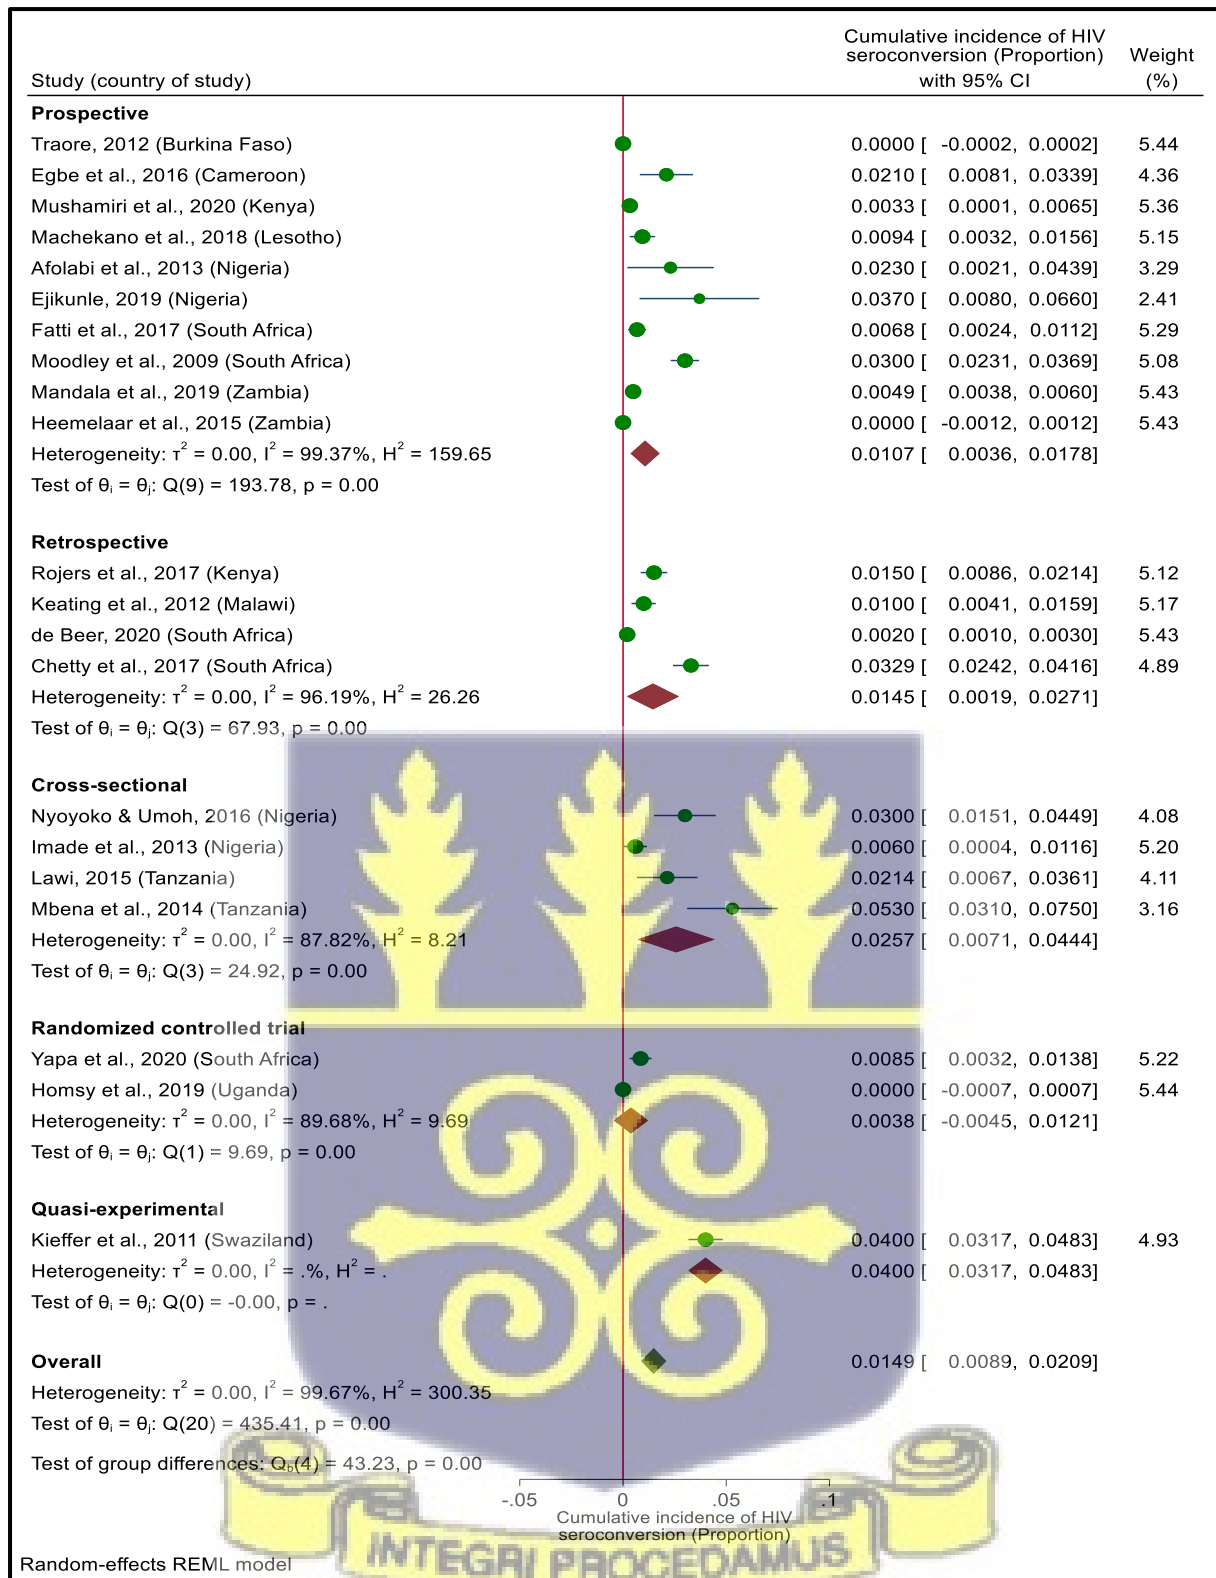 Cumulative incidence of HIV
seroconversion (Proportion) Weight
Study (country of study) with 95% CI (%)
Prospective
Traore, 2012 (Burkina Faso) 0.0000 [ -0.0002, 0.0002] 5.44
Egbe et al., 2016 (Cameroon) 0.0210 [ 0.0081, 0.0339] 4.36
Mushamiri et al., 2020 (Kenya) 0.0033 [ 0.0001, 0.0065] 5.36
Machekano et al., 2018 (Lesotho) 0.0094 [ 0.0032, 0.0156] 5.15
Afolabi et al., 2013 (Nigeria) 0.0230 [ 0.0021, 0.0439] 3.29
Ejikunle, 2019 (Nigeria) 0.0370 [ 0.0080, 0.0660] 2.41
Fatti et al., 2017 (South Africa) 0.0068 [ 0.0024, 0.0112] 5.29
Moodley et al., 2009 (South Africa) 0.0300 [ 0.0231, 0.0369] 5.08
Mandala et al., 2019 (Zambia) 0.0049 [ 0.0038, 0.0060] 5.43
Heemelaar et al., 2015 (Zambia) 0.0000 [ -0.0012, 0.0012] 5.43
Heterogeneity: τ² = 0.00, I² = 99.37%, H² = 159.65 0.0107 [ 0.0036, 0.0178]
Test of θᵢ = θⱼ: Q(9) = 193.78, p = 0.00
Retrospective
Rojers et al., 2017 (Kenya) 0.0150 [ 0.0086, 0.0214] 5.12
Keating et al., 2012 (Malawi) 0.0100 [ 0.0041, 0.0159] 5.17
de Beer, 2020 (South Africa) 0.0020 [ 0.0010, 0.0030] 5.43
Chetty et al., 2017 (South Africa) 0.0329 [ 0.0242, 0.0416] 4.89
Heterogeneity: τ² = 0.00, I² = 96.19%, H² = 26.26 0.0145 [ 0.0019, 0.0271]
Test of θᵢ = θⱼ: Q(3) = 67.93, p = 0.00
Cross-sectional
Nyoyoko & Umoh, 2016 (Nigeria) 0.0300 [ 0.0151, 0.0449] 4.08
Imade et al., 2013 (Nigeria) 0.0060 [ 0.0004, 0.0116] 5.20
Lawi, 2015 (Tanzania) 0.0214 [ 0.0067, 0.0361] 4.11
Mbena et al., 2014 (Tanzania) 0.0530 [ 0.0310, 0.0750] 3.16
Heterogeneity: τ² = 0.00, I² = 87.82%, H² = 8.21 0.0257 [ 0.0071, 0.0444]
Test of θᵢ = θⱼ: Q(3) = 24.92, p = 0.00
Randomized controlled trial
Yapa et al., 2020 (South Africa) 0.0085 [ 0.0032, 0.0138] 5.22
Homsy et al., 2019 (Uganda) 0.0000 [ -0.0007, 0.0007] 5.44
Heterogeneity: τ² = 0.00, I² = 89.68%, H² = 9.69 0.0038 [ -0.0045, 0.0121]
Test of θᵢ = θⱼ: Q(1) = 9.69, p = 0.00
Quasi-experimental
Kieffer et al., 2011 (Swaziland) 0.0400 [ 0.0317, 0.0483] 4.93
Heterogeneity: τ² = 0.00, I² = .%, H² = . 0.0400 [ 0.0317, 0.0483]
Test of θᵢ = θⱼ: Q(0) = -0.00, p = .
Overall 0.0149 [ 0.0089, 0.0209]
Heterogeneity: τ² = 0.00, I² = 99.67%, H² = 300.35
Test of θᵢ = θⱼ: Q(20) = 435.41, p = 0.00
Test of group differences: Q_b(4) = 43.23, p = 0.00
-.05 0 .05 .1
Cumulative incidence of HIV
seroconversion (Proportion)
INTEGRI PROCEDAMUS
Random-effects REML model